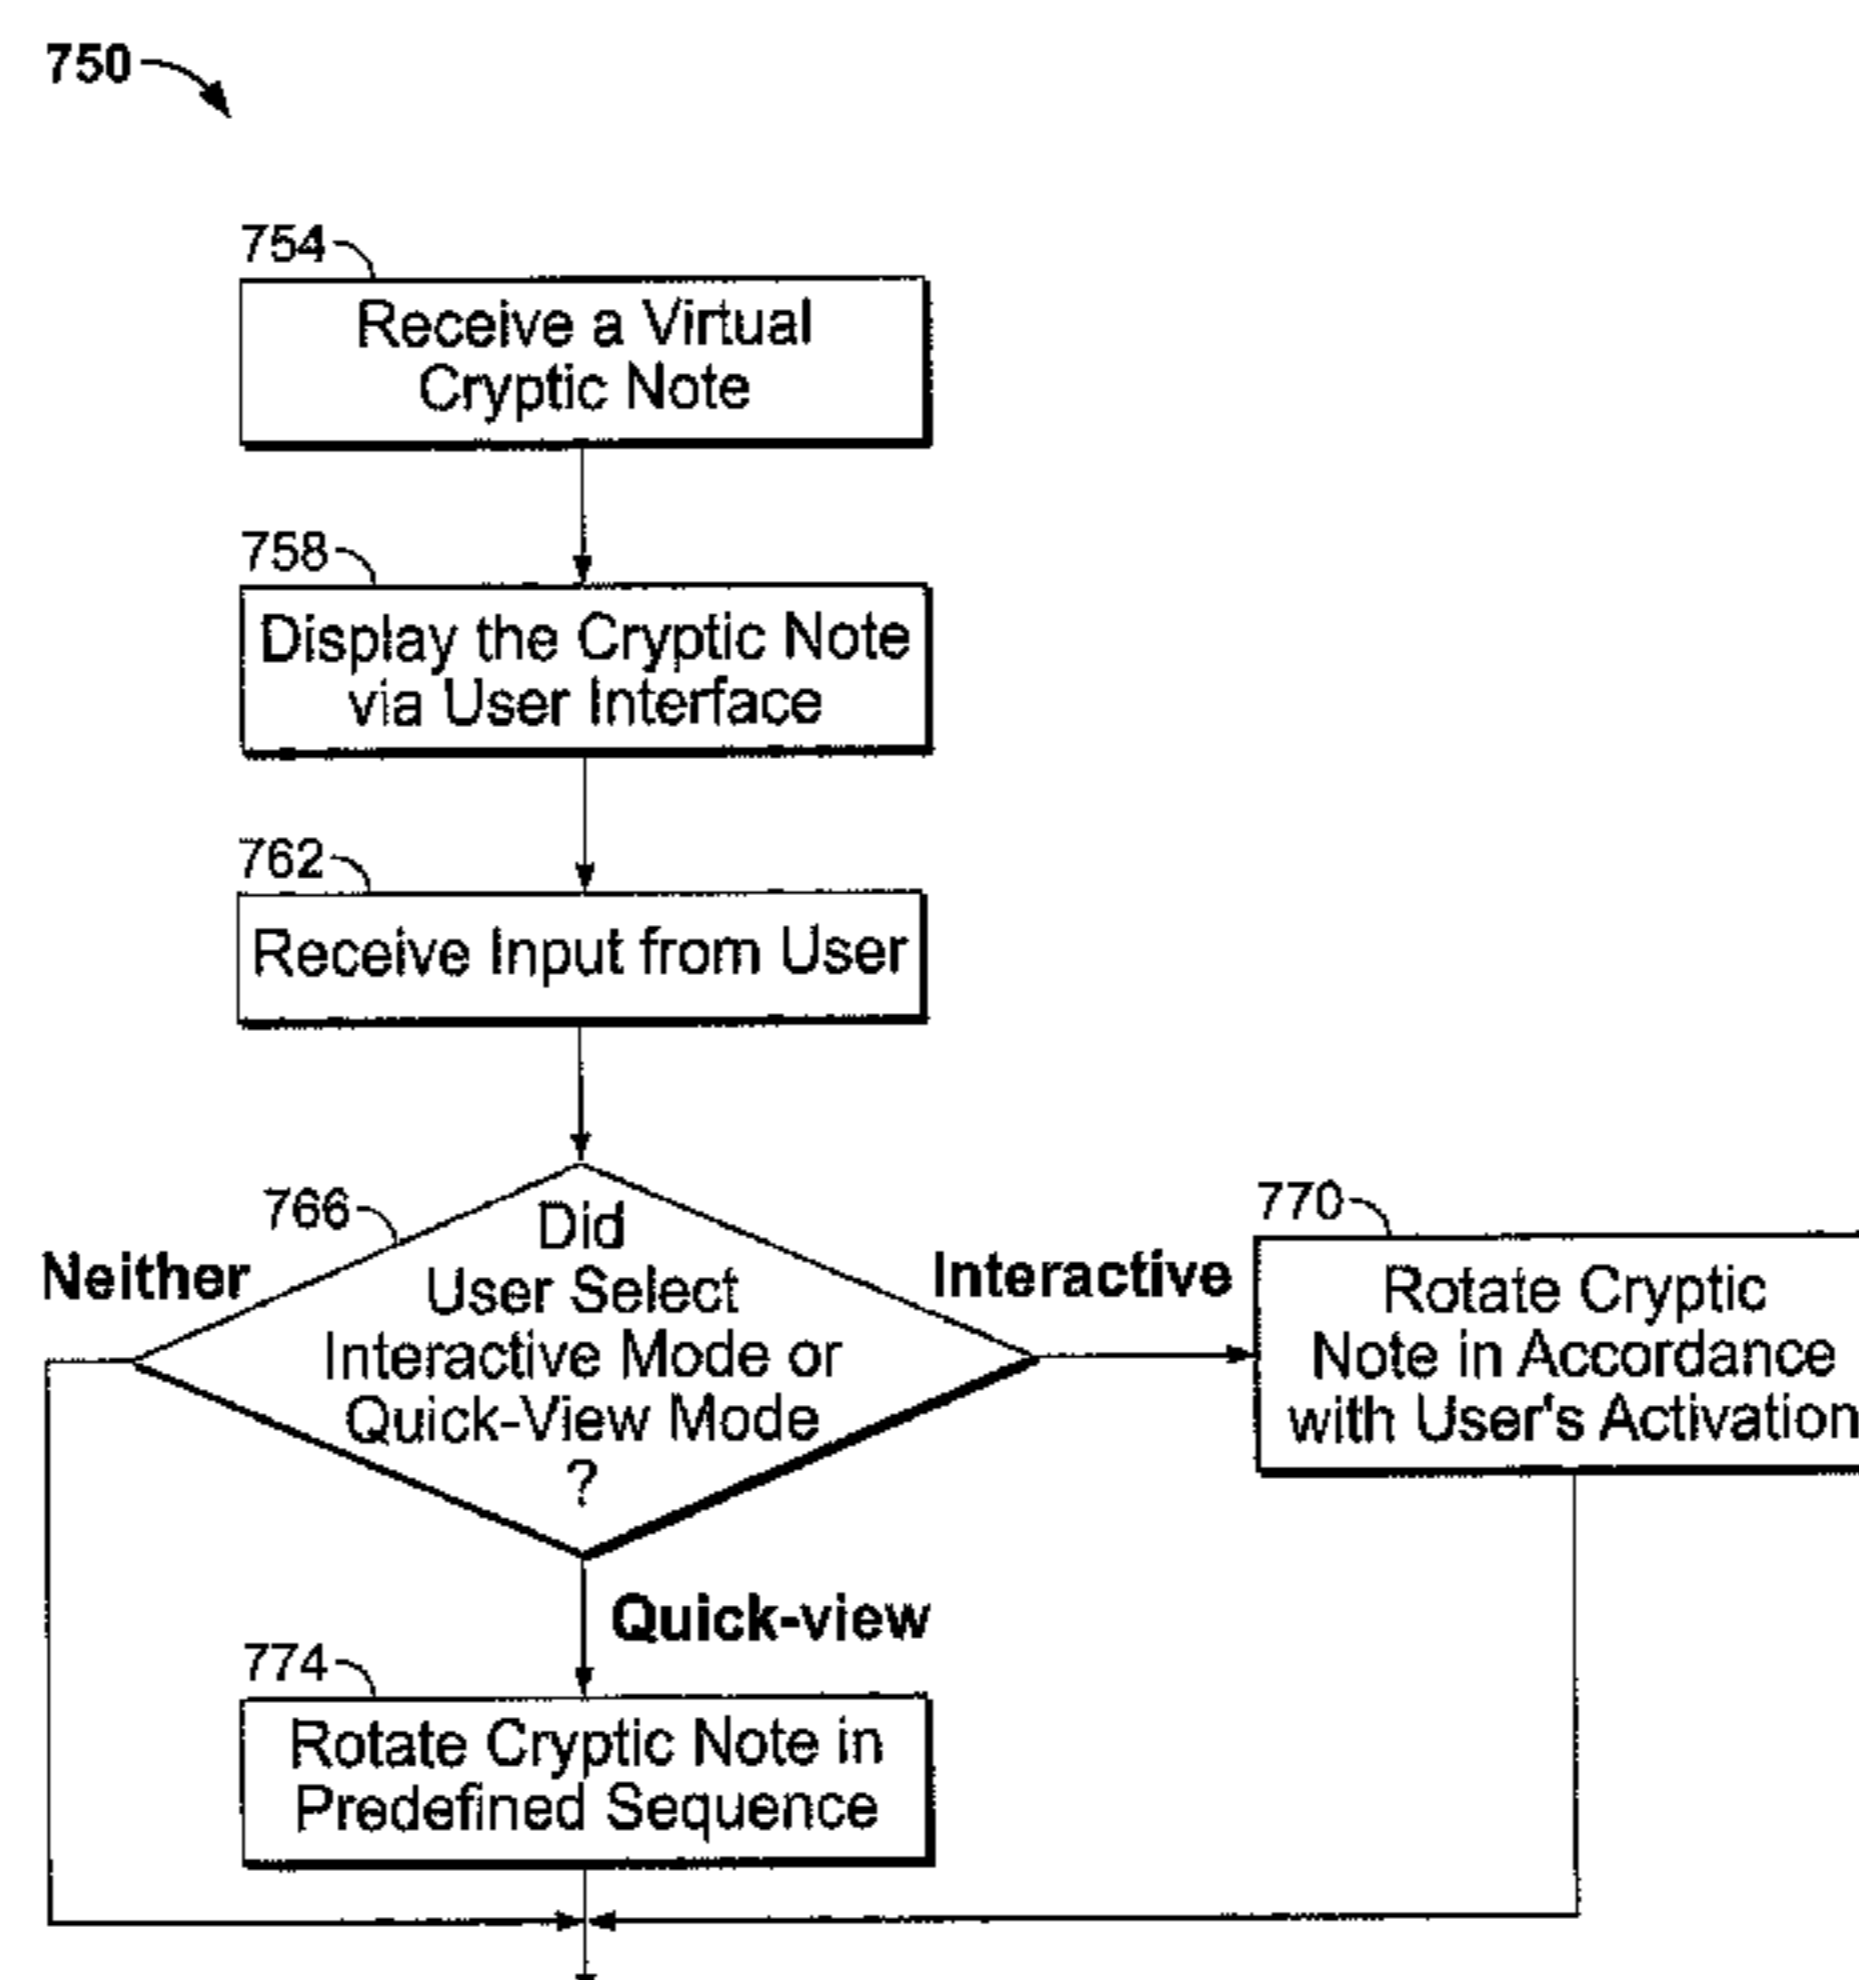 750
754
Receive a Virtual
Cryptic Note
758
Display the Cryptic Note
via User Interface
762
Receive Input from User
766
Did
User Select
Interactive Mode or
Quick-View Mode
?
Neither
Interactive
770
Rotate Cryptic
Note in Accordance
with User's Activation
Quick-view
774
Rotate Cryptic Note in
Predefined Sequence